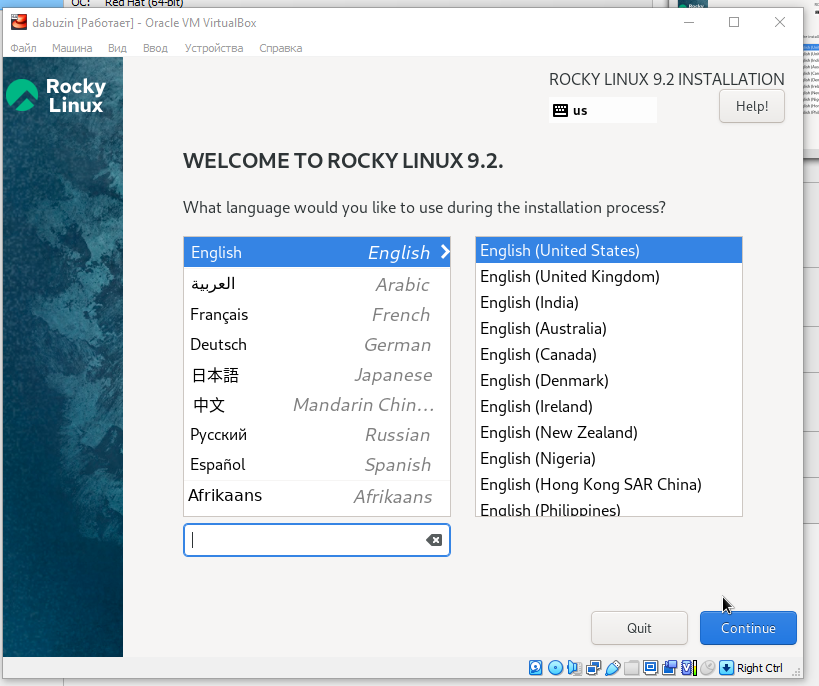 ОС: Red Hat (64-bit)
dabuzin [Работает] - Oracle VM VirtualBox
Файл Машина Вид Ввод Устройства Справка
Rocky
Linux
ROCKY LINUX 9.2 INSTALLATION
us
Help!
WELCOME TO ROCKY LINUX 9.2.
What language would you like to use during the installation process?
English English
العربية Arabic
Français French
Deutsch German
日本語 Japanese
中文 Mandarin Chin...
Русский Russian
Español Spanish
Afrikaans Afrikaans
English (United States)
English (United Kingdom)
English (India)
English (Australia)
English (Canada)
English (Denmark)
English (Ireland)
English (New Zealand)
English (Nigeria)
English (Hong Kong SAR China)
English (Philippines)
Quit Continue
Right Ctrl